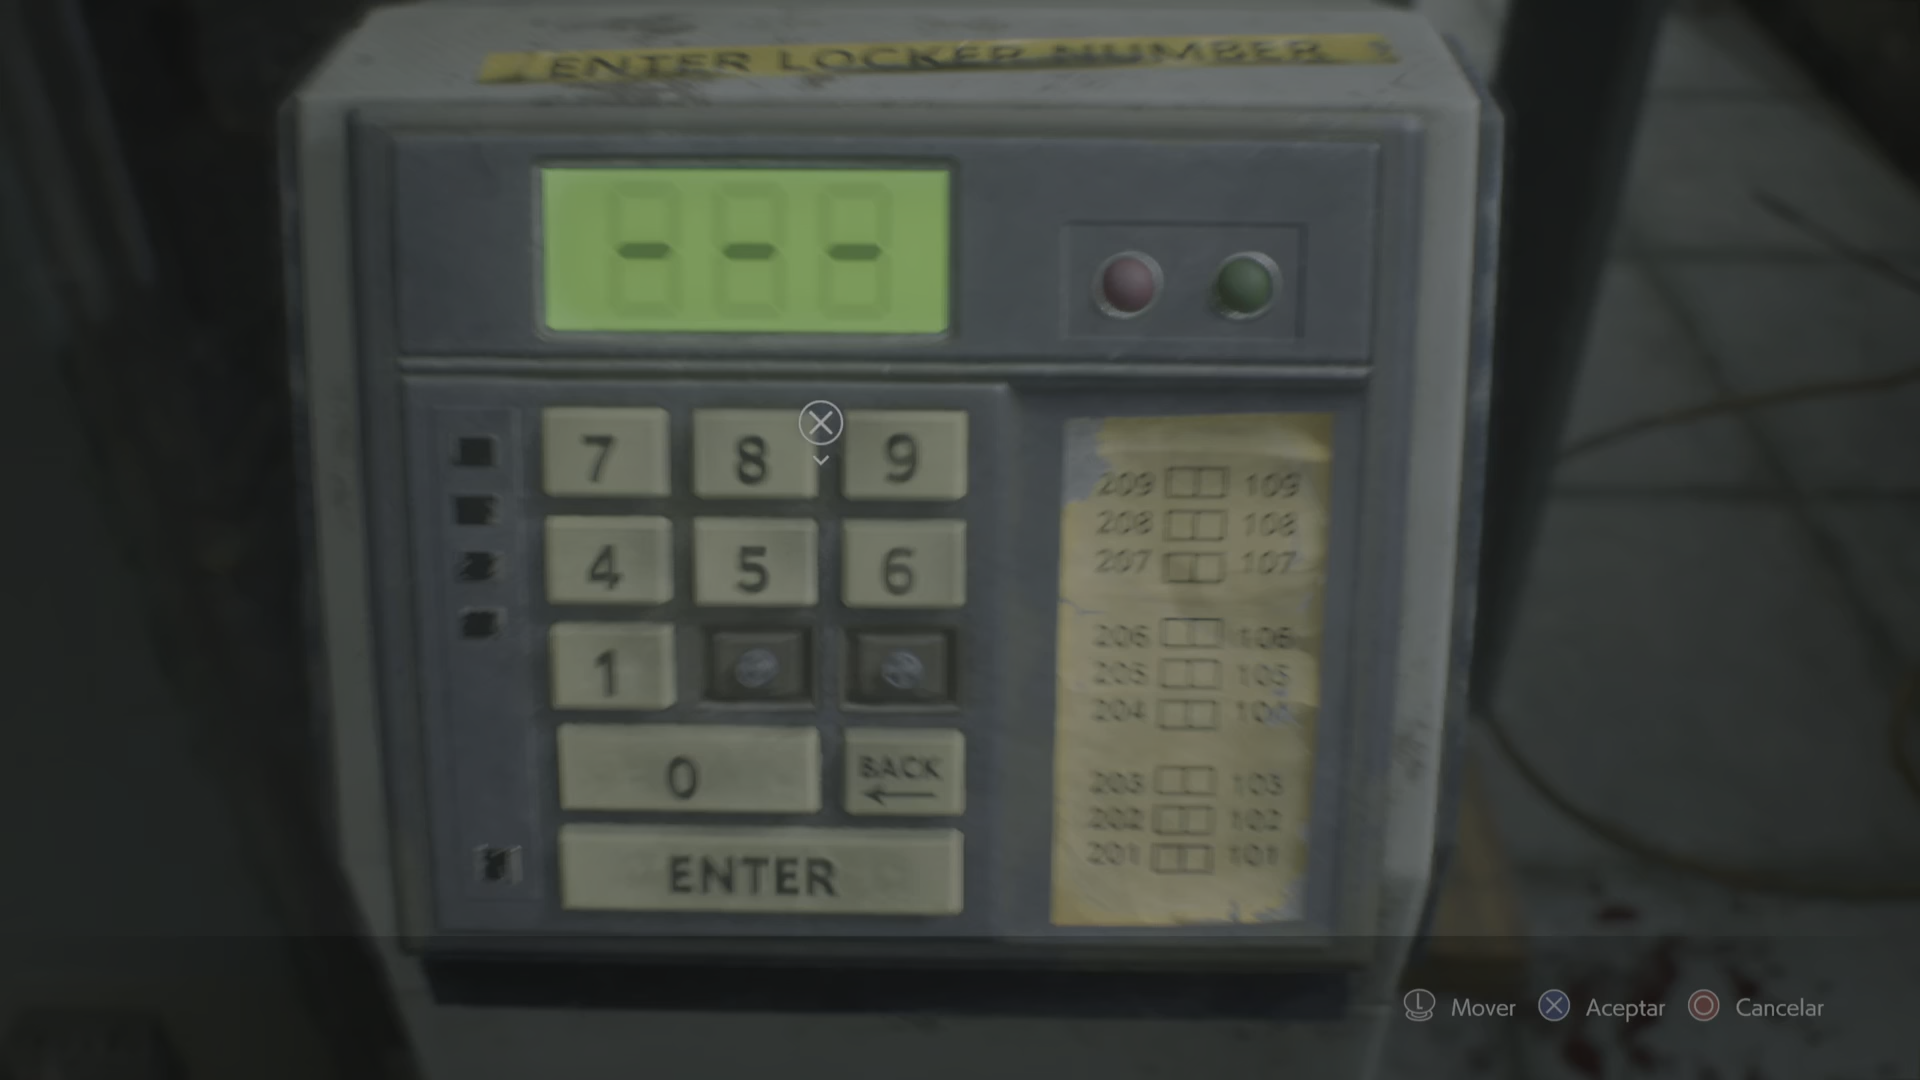 ENTER LOCKER NUMBER
7 8 9
4 5 6
1
0 BACK
ENTER
209 109
208 108
207 107
206 106
205 105
204 104
203 103
202 102
201 101
L Mover Aceptar Cancelar